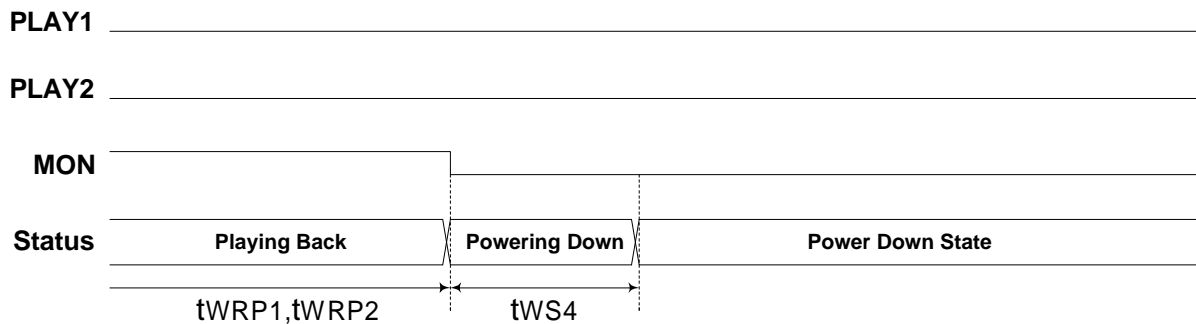 PLAY1
PLAY2
MON
Status Playing Back Powering Down Power Down State
tWRP1,tWRP2 tWS4